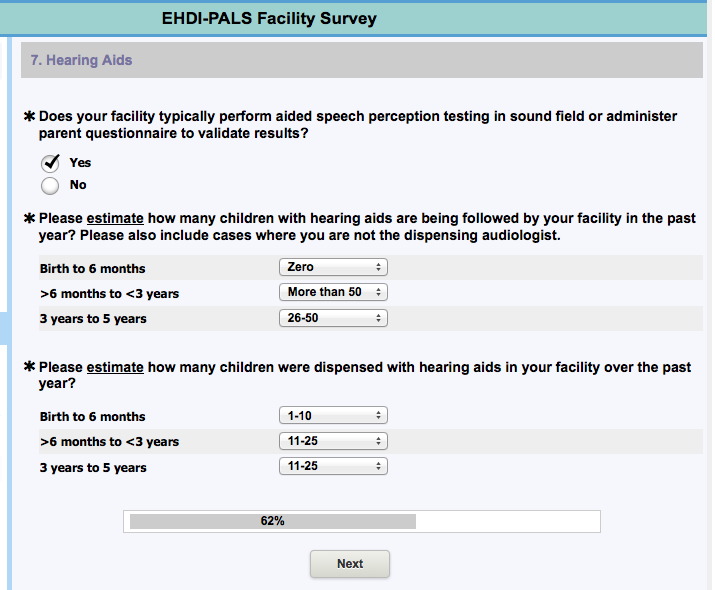 EHDI-PALS Facility Survey
7. Hearing Aids
✱ Does your facility typically perform aided speech perception testing in sound field or administer
parent questionnaire to validate results?
Yes
No
✱ Please estimate how many children with hearing aids are being followed by your facility in the past
year? Please also include cases where you are not the dispensing audiologist.
Birth to 6 months Zero
>6 months to <3 years More than 50
3 years to 5 years 26-50
✱ Please estimate how many children were dispensed with hearing aids in your facility over the past
year?
Birth to 6 months 1-10
>6 months to <3 years 11-25
3 years to 5 years 11-25
62%
Next